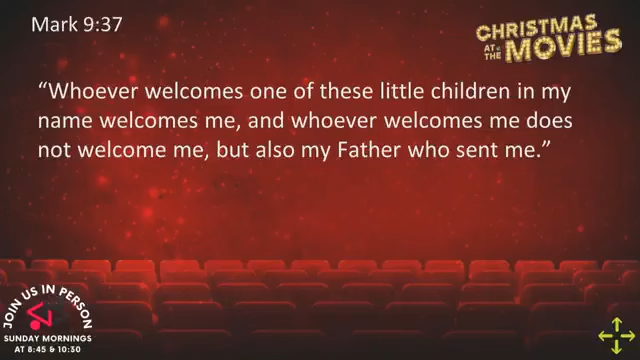 Mark 9:37
CHRISTMAS
AT THE MOVIES
“Whoever welcomes one of these little children in my
name welcomes me, and whoever welcomes me does
not welcome me, but also my Father who sent me.”
JOIN US IN PERSON
SUNDAY MORNINGS
AT 8:45 & 10:30